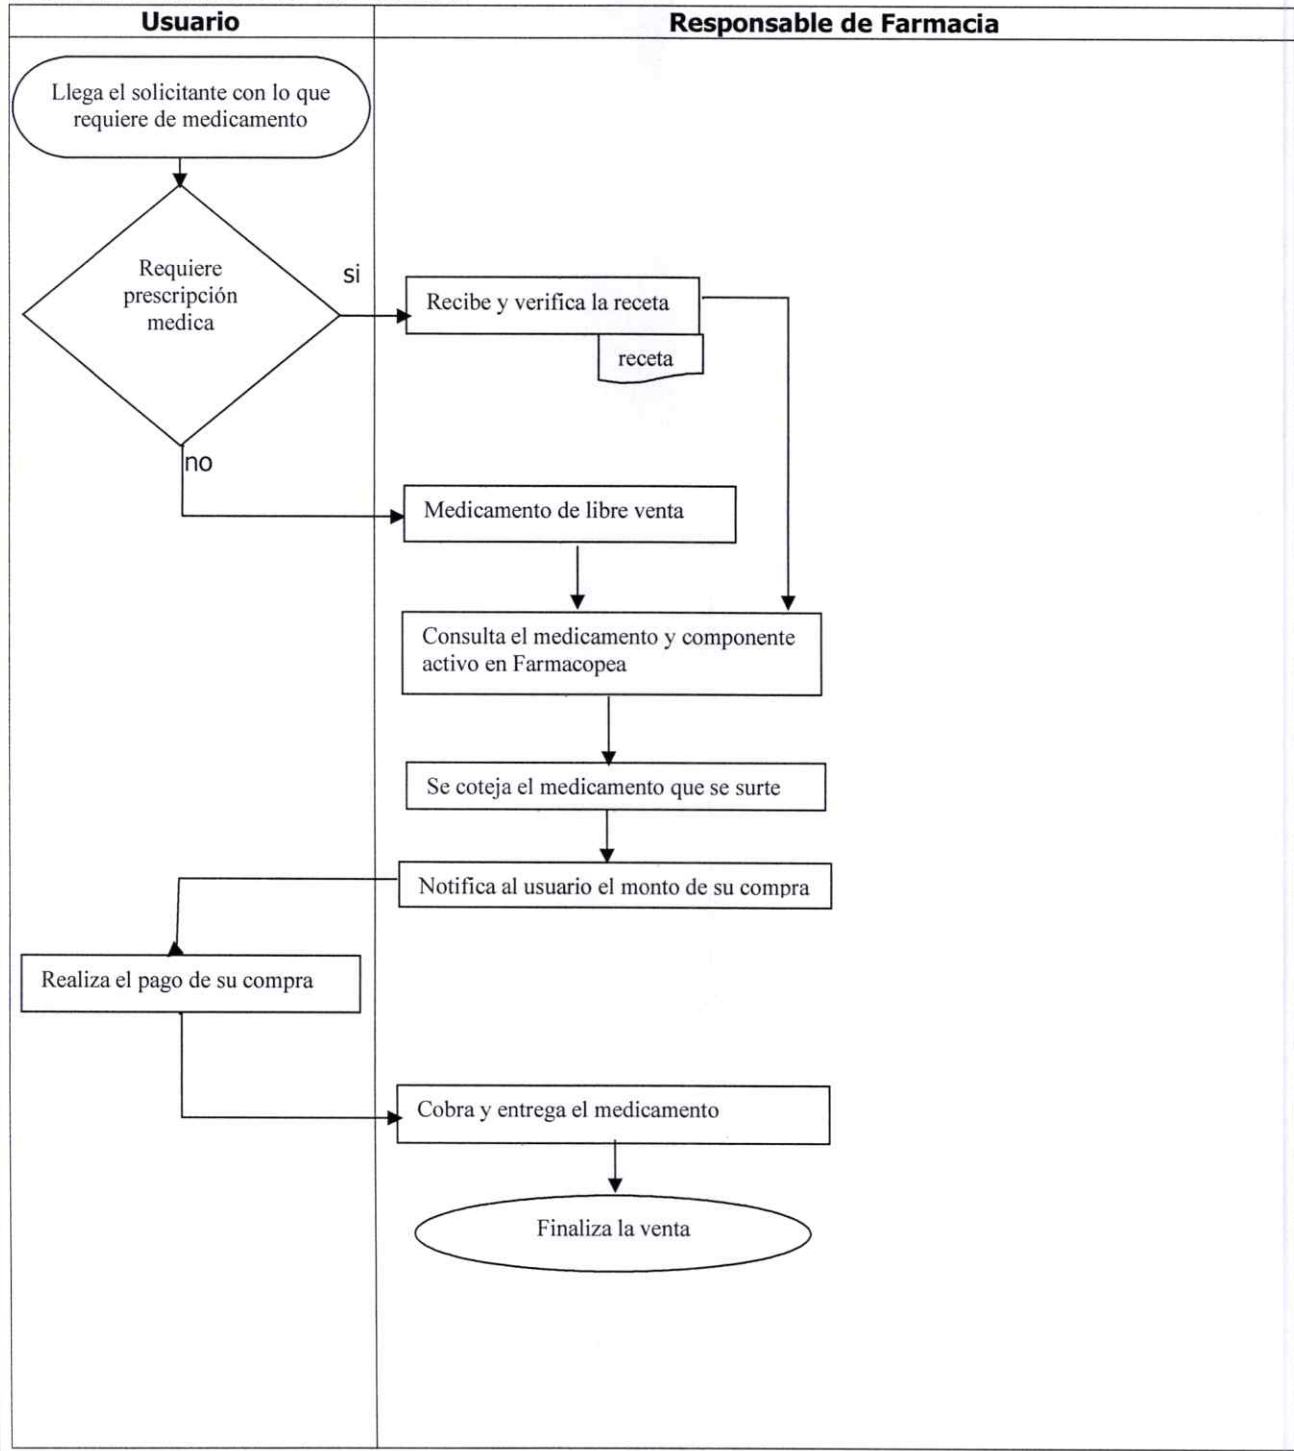 Usuario
Responsable de Farmacia
Llega el solicitante con lo que
requiere de medicamento
Requiere
prescripción
medica
si
Recibe y verifica la receta
receta
no
Medicamento de libre venta
Consulta el medicamento y componente
activo en Farmacopea
Se coteja el medicamento que se surte
Notifica al usuario el monto de su compra
Realiza el pago de su compra
Cobra y entrega el medicamento
Finaliza la venta